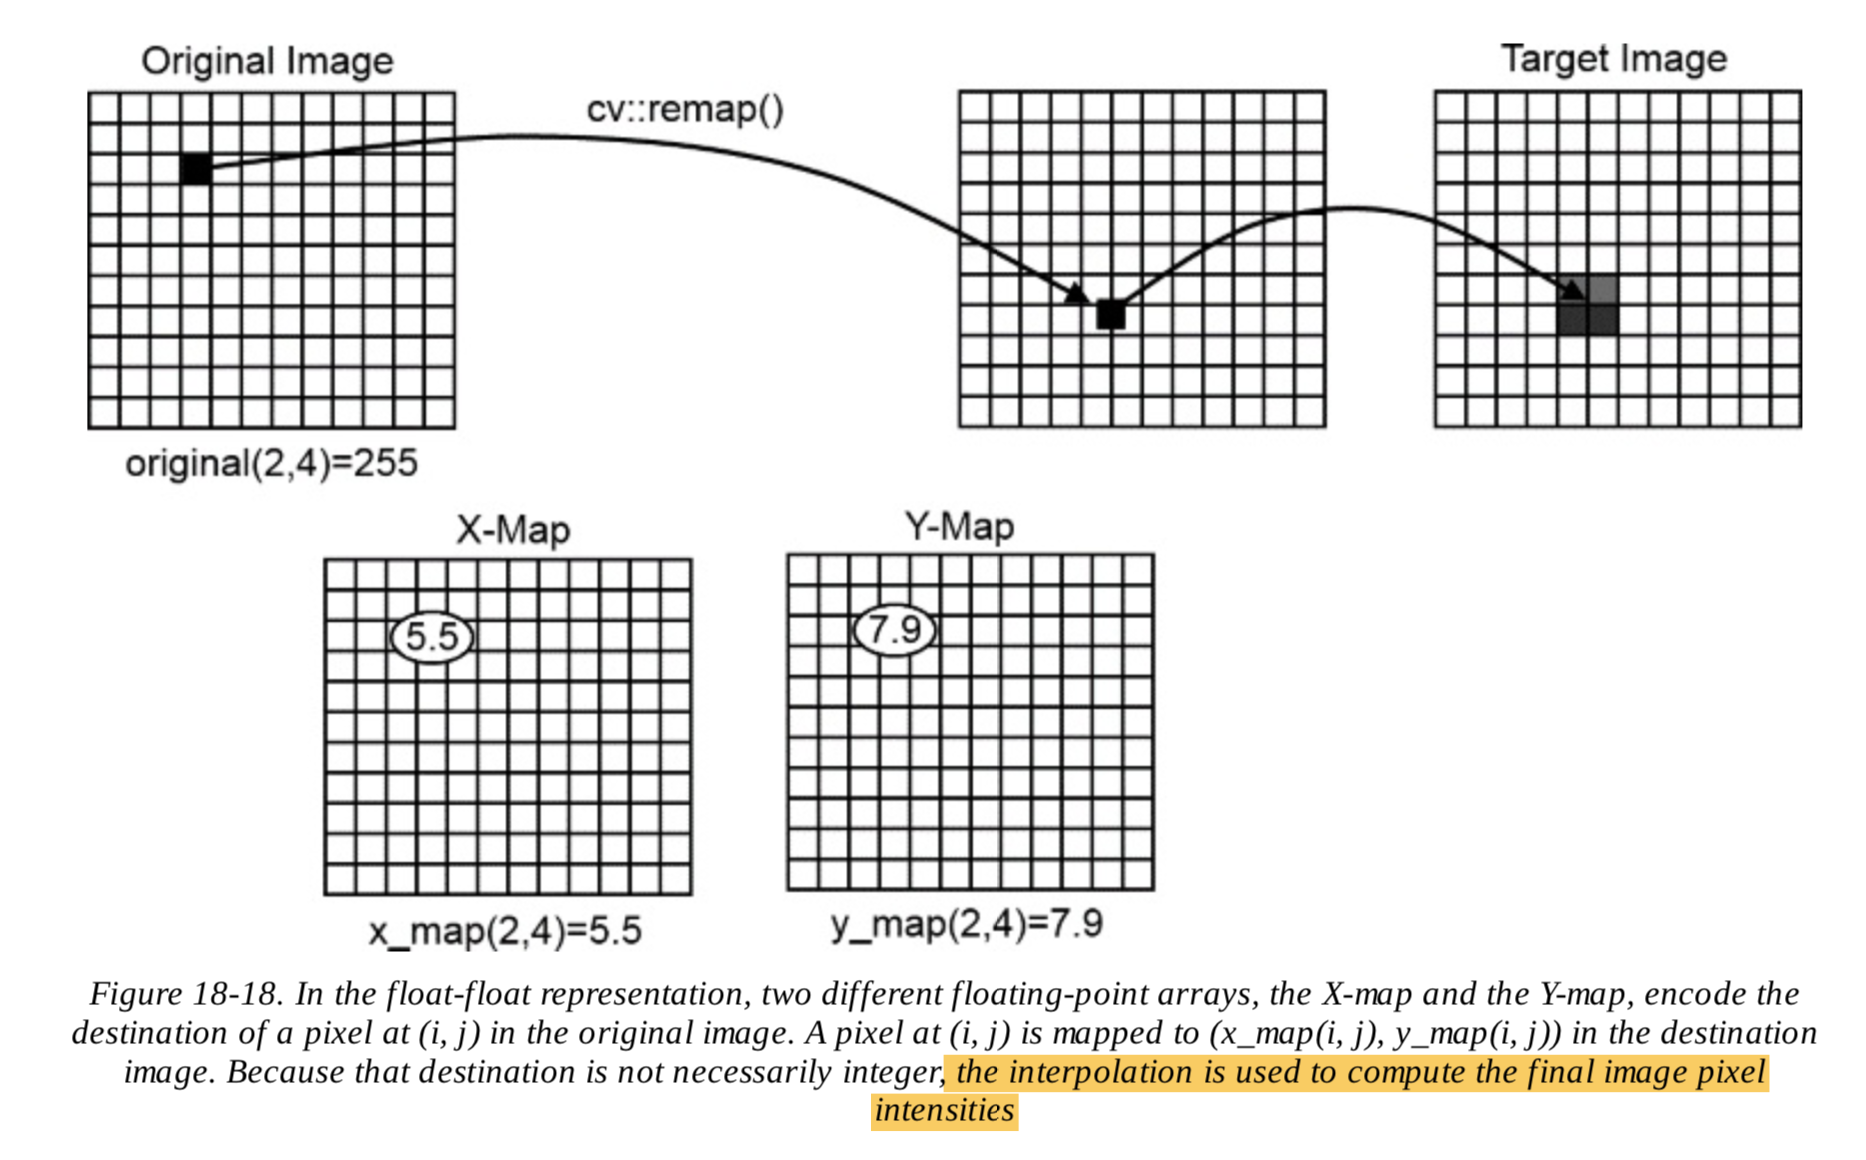 Original Image
cv::remap()
Target Image
original(2,4)=255
X-Map
Y-Map
5.5
7.9
x_map(2,4)=5.5
y_map(2,4)=7.9
Figure 18-18. In the float-float representation, two different floating-point arrays, the X-map and the Y-map, encode the
destination of a pixel at (i, j) in the original image. A pixel at (i, j) is mapped to (x_map(i, j), y_map(i, j)) in the destination
image. Because that destination is not necessarily integer, the interpolation is used to compute the final image pixel
intensities